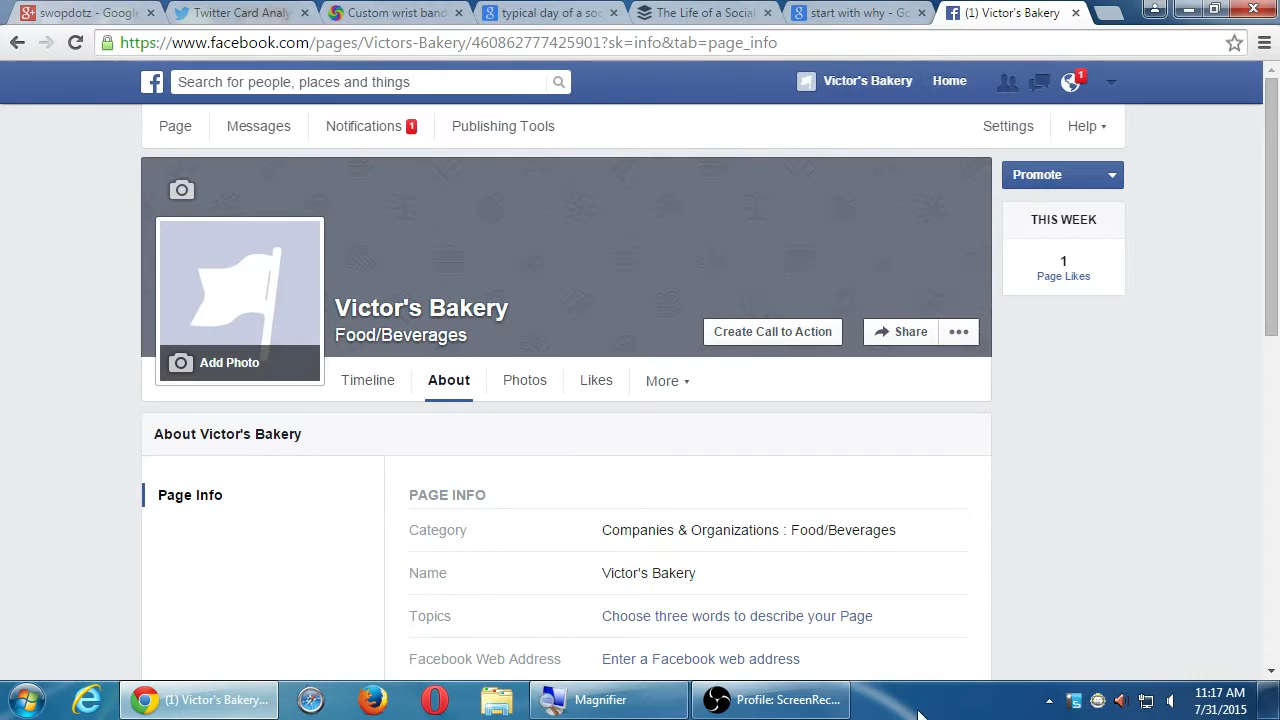 swopdotz - Google
Twitter Card Analy
Custom wrist band
typical day of a soc
The Life of a Social
start with why - Go
(1) Victor's Bakery
https://www.facebook.com/pages/Victors-Bakery/460862777425901?sk=info&tab=page_info
Search for people, places and things
Victor's Bakery
Home
1
Page
Messages
Notifications 1
Publishing Tools
Settings
Help
Promote
THIS WEEK
1
Page Likes
Victor's Bakery
Food/Beverages
Add Photo
Create Call to Action
Share
Timeline
About
Photos
Likes
More
About Victor's Bakery
Page Info
PAGE INFO
Category Companies & Organizations : Food/Beverages
Name Victor's Bakery
Topics Choose three words to describe your Page
Facebook Web Address Enter a Facebook web address
(1) Victor's Bakery...
Magnifier
Profile: ScreenRec...
11:17 AM
7/31/2015